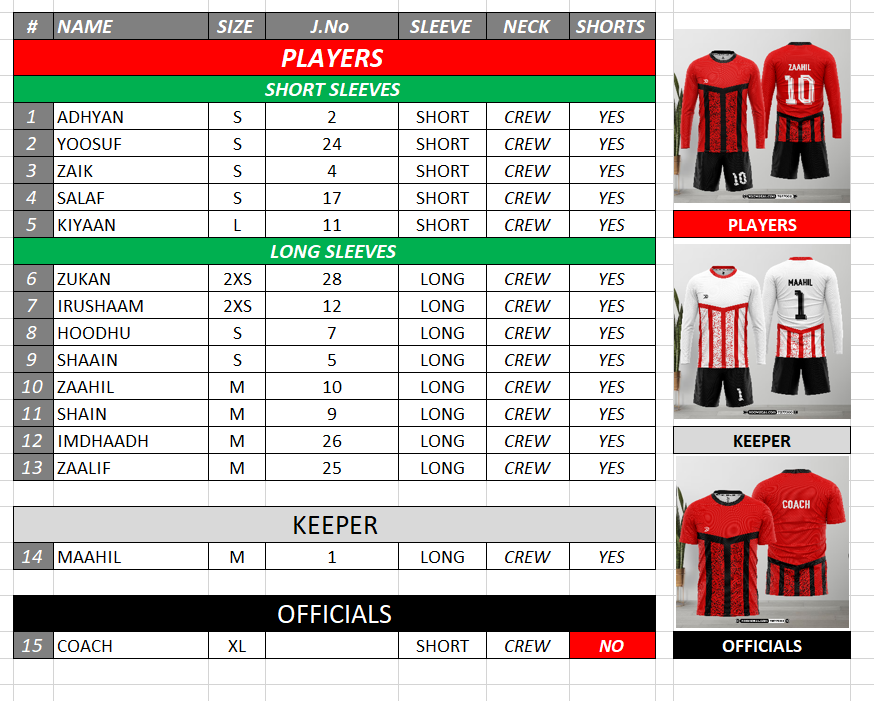 # NAME SIZE J.No SLEEVE NECK SHORTS
PLAYERS
SHORT SLEEVES
1 ADHYAN S 2 SHORT CREW YES
2 YOOSUF S 24 SHORT CREW YES
3 ZAIK S 4 SHORT CREW YES
4 SALAF S 17 SHORT CREW YES
5 KIYAAN L 11 SHORT CREW YES
LONG SLEEVES
6 ZUKAN 2XS 28 LONG CREW YES
7 IRUSHAAM 2XS 12 LONG CREW YES
8 HOODHU S 7 LONG CREW YES
9 SHAAIN S 5 LONG CREW YES
10 ZAAHIL M 10 LONG CREW YES
11 SHAIN M 9 LONG CREW YES
12 IMDHAADH M 26 LONG CREW YES
13 ZAALIF M 25 LONG CREW YES
KEEPER
14 MAAHIL M 1 LONG CREW YES
OFFICIALS
15 COACH XL SHORT CREW NO
ZAAHIL
10
10
PLAYERS
MAAHIL
1
1
KEEPER
COACH
OFFICIALS